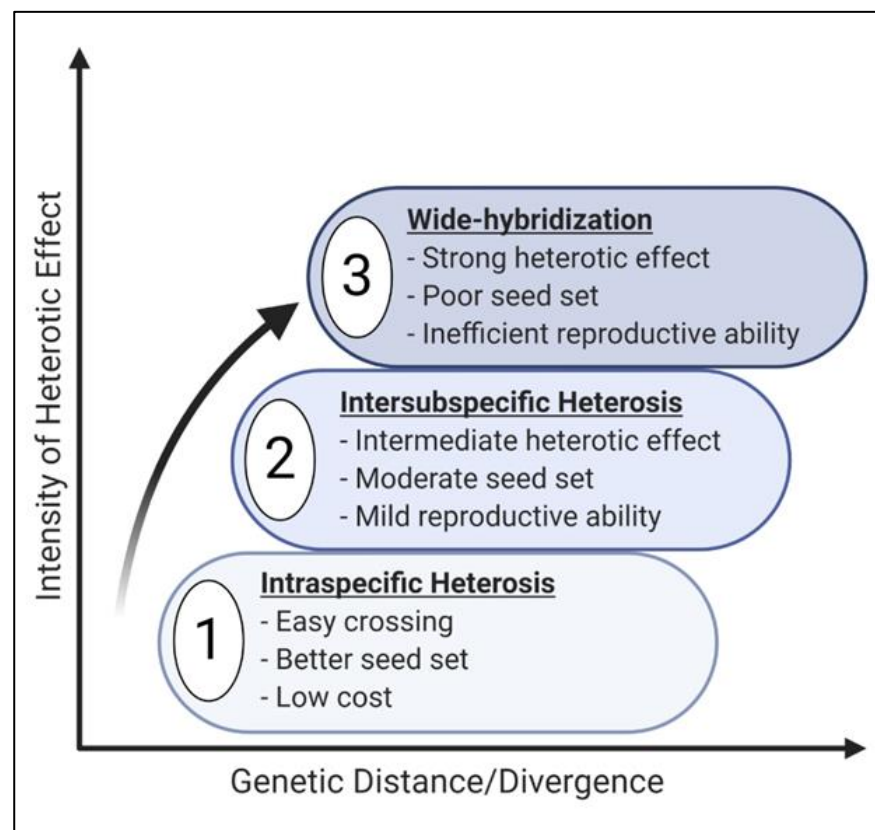 Intensity of Heterotic Effect
3
Wide-hybridization
- Strong heterotic effect
- Poor seed set
- Inefficient reproductive ability
2
Intersubspecific Heterosis
- Intermediate heterotic effect
- Moderate seed set
- Mild reproductive ability
1
Intraspecific Heterosis
- Easy crossing
- Better seed set
- Low cost
Genetic Distance/Divergence